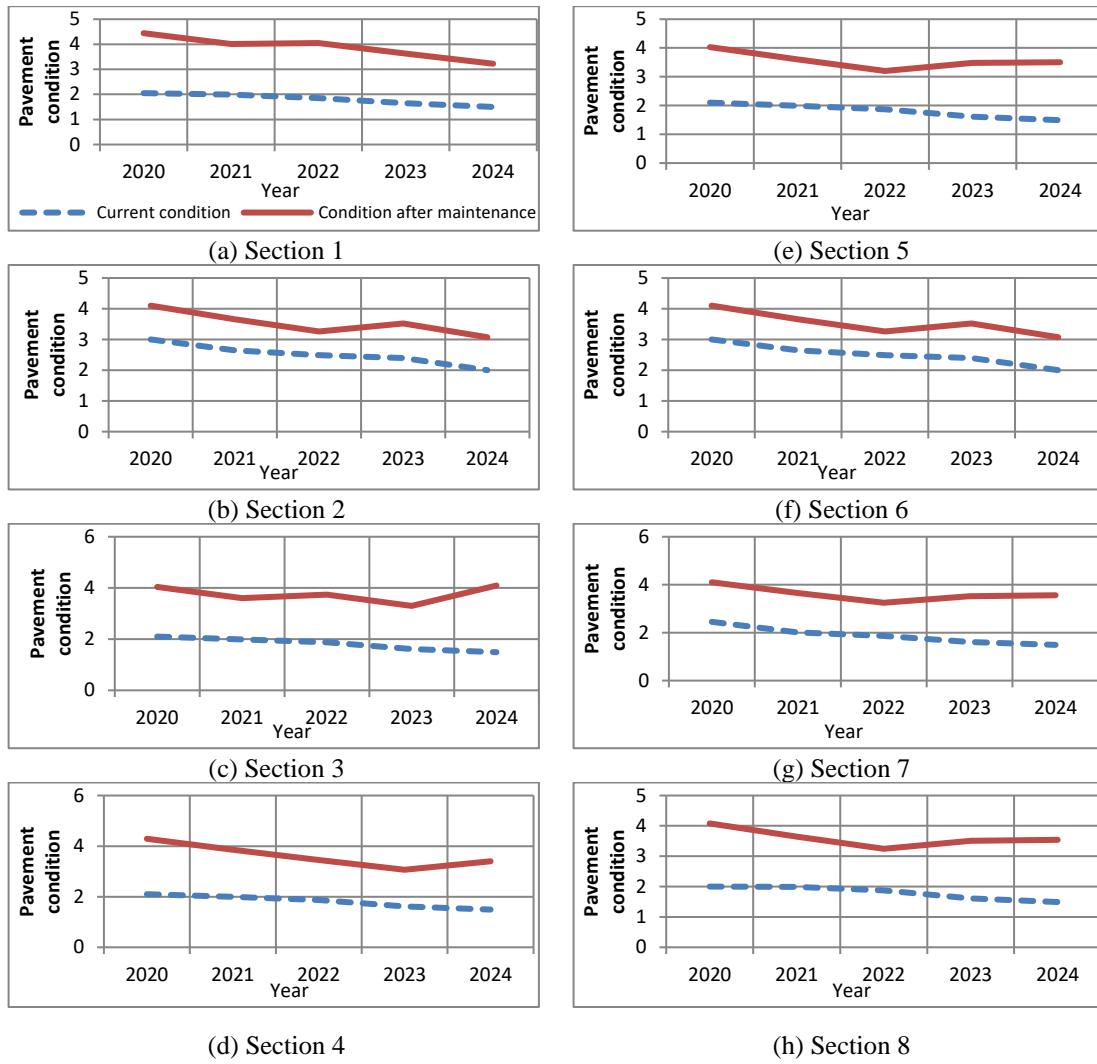 Pavement condition
5
4
3
2
1
0
2020 2021 2022 2023 2024
Year
Current condition Condition after maintenance
(a) Section 1
Pavement condition
5
4
3
2
1
0
2020 2021 2022 2023 2024
Year
(e) Section 5
Pavement condition
5
4
3
2
1
0
2020 2021 2022 2023 2024
Year
(b) Section 2
Pavement condition
5
4
3
2
1
0
2020 2021 2022 2023 2024
Year
(f) Section 6
Pavement condition
6
4
2
0
2020 2021 2022 2023 2024
Year
(c) Section 3
Pavement condition
6
4
2
0
2020 2021 2022 2023 2024
Year
(g) Section 7
Pavement condition
6
4
2
0
2020 2021 2022 2023 2024
Year
(d) Section 4
Pavement condition
5
4
3
2
1
0
2020 2021 2022 2023 2024
Year
(h) Section 8